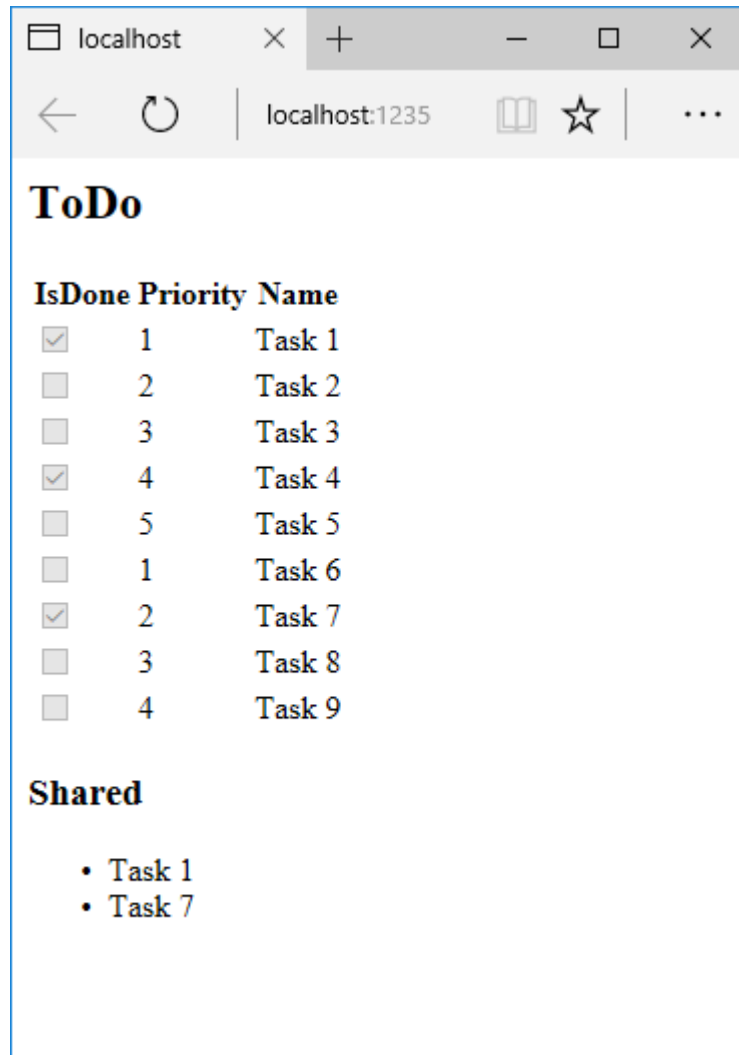 localhost
localhost:1235
ToDo
IsDone Priority Name
1 Task 1
2 Task 2
3 Task 3
4 Task 4
5 Task 5
1 Task 6
2 Task 7
3 Task 8
4 Task 9
Shared
• Task 1
• Task 7